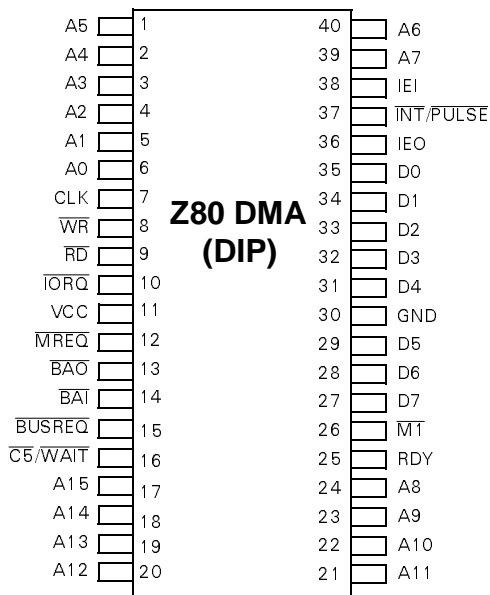 A5 1 40 A6
A4 2 39 A7
A3 3 38 IEI
A2 4 37 INT/PULSE
A1 5 36 IEO
A0 6 35 D0
CLK 7 34 D1
WR 8 33 D2
RD 9 32 D3
IORQ 10 31 D4
VCC 11 30 GND
MREQ 12 29 D5
BAO 13 28 D6
BAI 14 27 D7
BUSREQ 15 26 M1
C5/WAIT 16 25 RDY
A15 17 24 A8
A14 18 23 A9
A13 19 22 A10
A12 20 21 A11
Z80 DMA
(DIP)